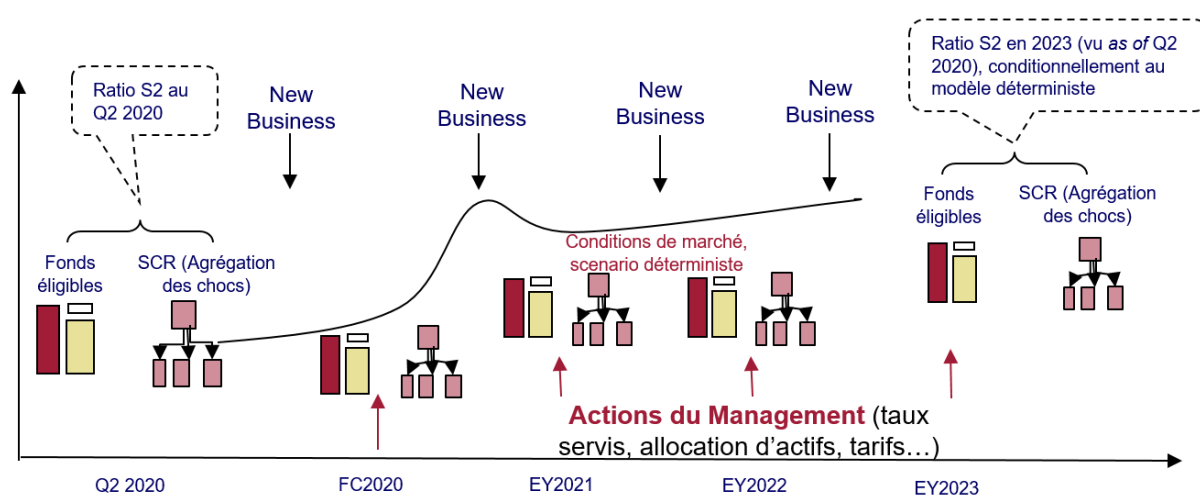 Ratio S2 au
Q2 2020
New
Business
New
Business
New
Business
New
Business
Ratio S2 en 2023 (vu as of Q2
2020), conditionnellement au
modèle déterministe
Fonds
éligibles
SCR (Agrégation
des chocs)
Conditions de marché,
scenario déterministe
Fonds
éligibles
SCR (Agrégation
des chocs)
Actions du Management (taux
servis, allocation d’actifs, tarifs…)
Q2 2020
FC2020
EY2021
EY2022
EY2023